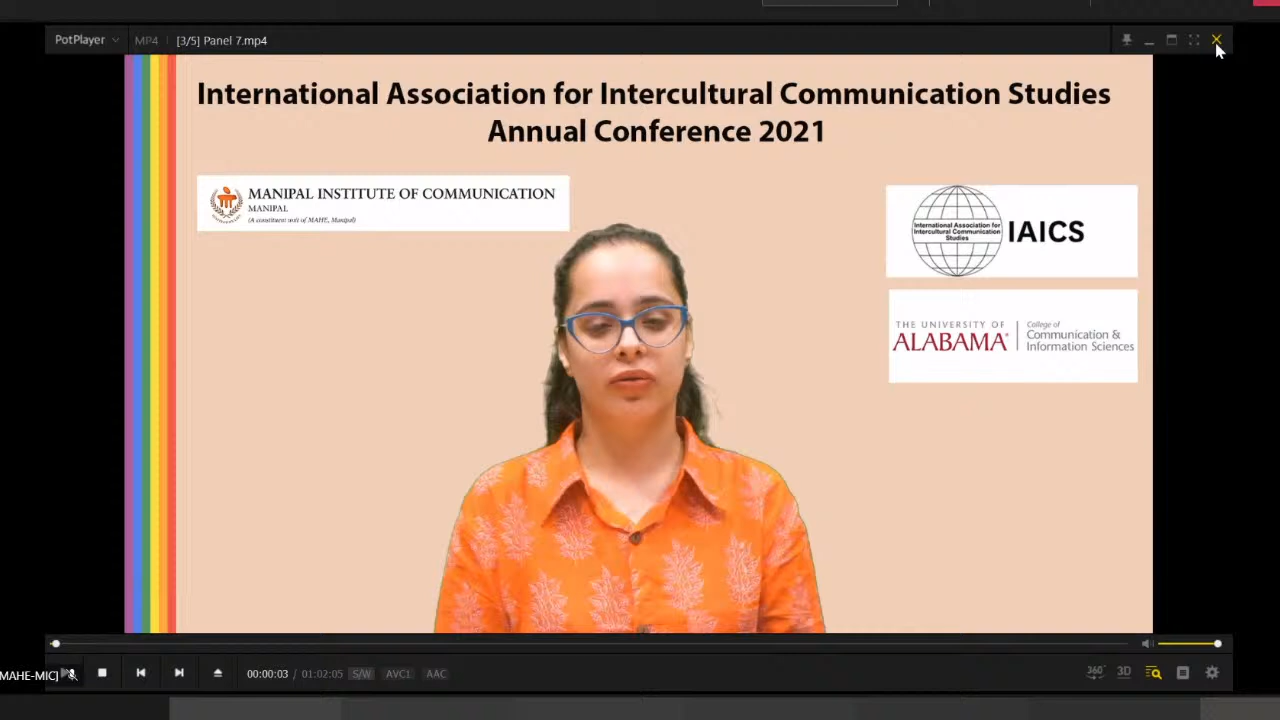 PotPlayer
MP4 [3/5] Panel 7.mp4
International Association for Intercultural Communication Studies
Annual Conference 2021
MANIPAL INSTITUTE OF COMMUNICATION
MANIPAL
(A constituent unit of MAHE, Manipal)
International Association for
Intercultural Communication
Studies
IAICS
THE UNIVERSITY OF
ALABAMA®
College of
Communication &
Information Sciences
MAHE-MIC]
00:00:03 / 01:02:05 S/W AVC1 AAC
360° 3D